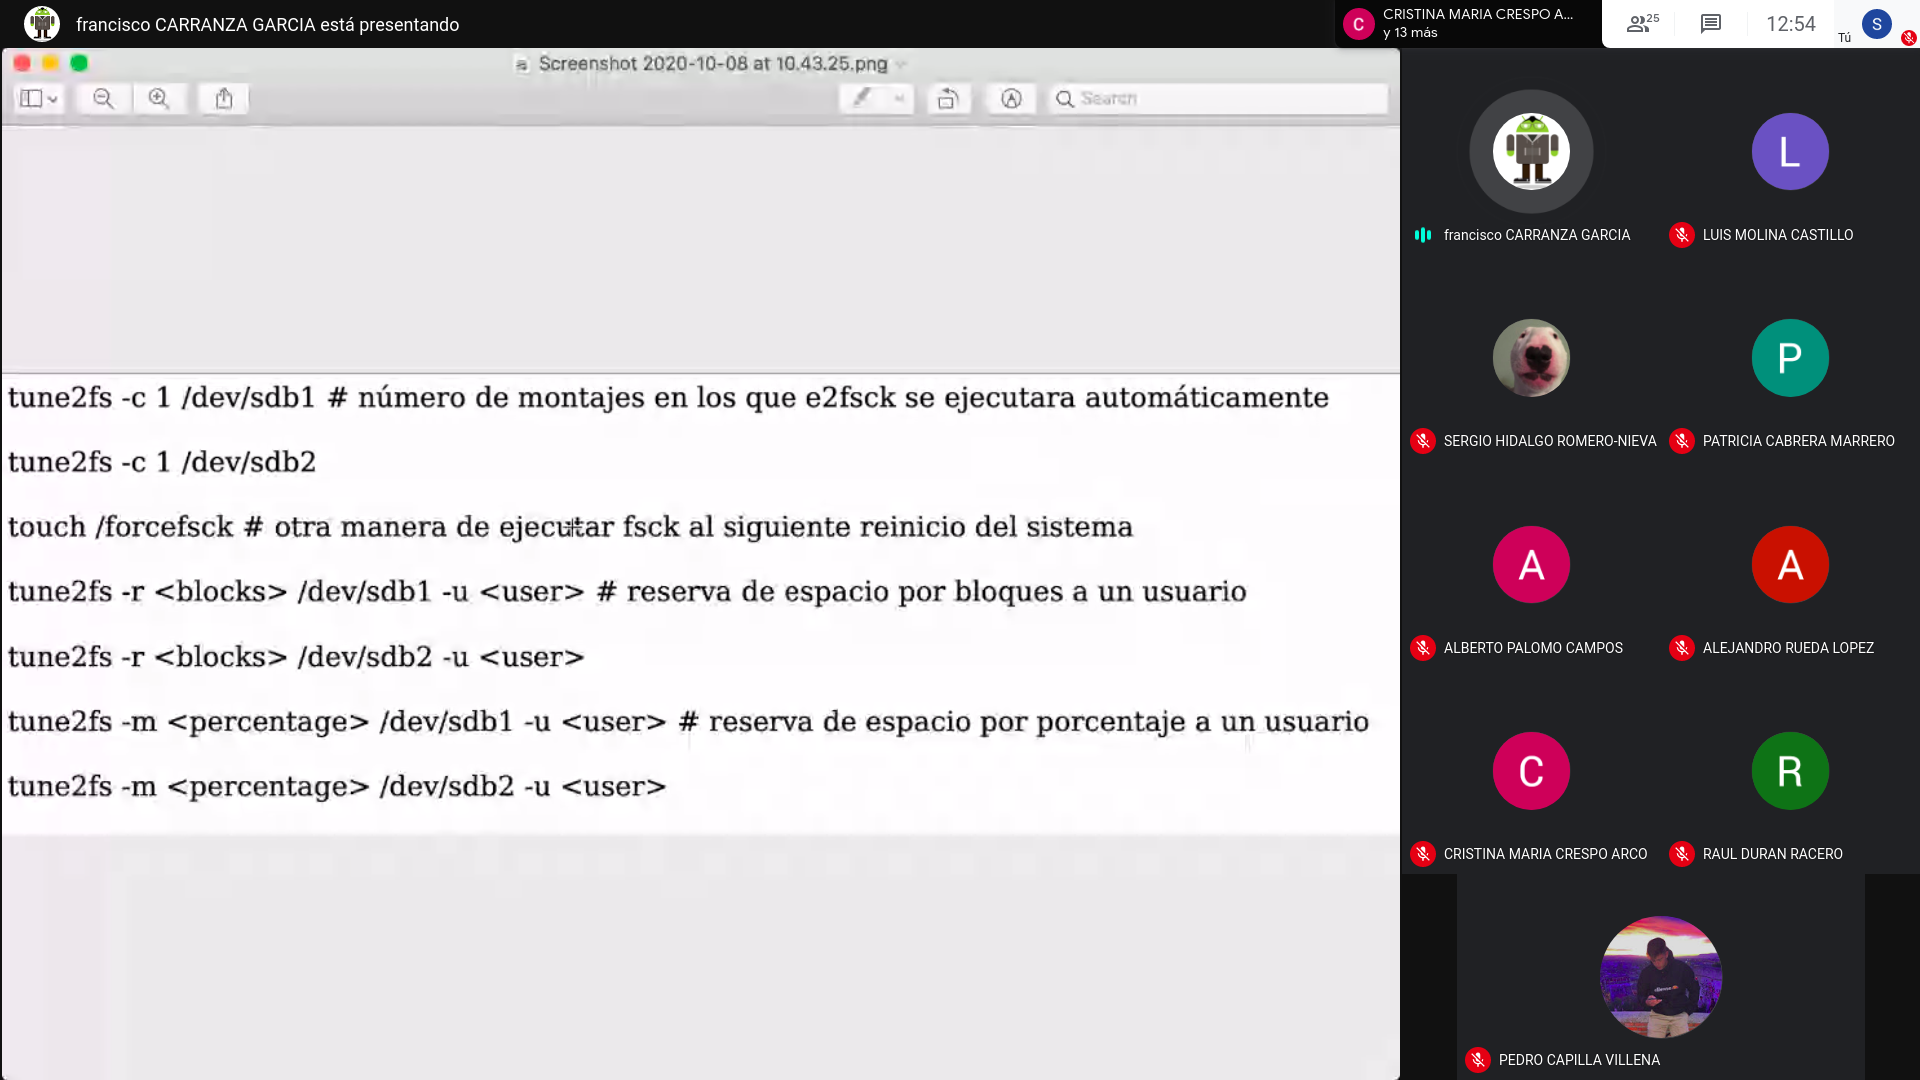 francisco CARRANZA GARCIA está presentando
C
CRISTINA MARIA CRESPO A...
y 13 más
25
12:54
Tú
S
Screenshot 2020-10-08 at 10.43.25.png
Search
tune2fs -c 1 /dev/sdb1 # número de montajes en los que e2fsck se ejecutara automáticamente
tune2fs -c 1 /dev/sdb2
touch /forcefsck # otra manera de ejecutar fsck al siguiente reinicio del sistema
tune2fs -r <blocks> /dev/sdb1 -u <user> # reserva de espacio por bloques a un usuario
tune2fs -r <blocks> /dev/sdb2 -u <user>
tune2fs -m <percentage> /dev/sdb1 -u <user> # reserva de espacio por porcentaje a un usuario
tune2fs -m <percentage> /dev/sdb2 -u <user>
L
francisco CARRANZA GARCIA
LUIS MOLINA CASTILLO
P
SERGIO HIDALGO ROMERO-NIEVA
PATRICIA CABRERA MARRERO
A
A
ALBERTO PALOMO CAMPOS
ALEJANDRO RUEDA LOPEZ
C
R
CRISTINA MARIA CRESPO ARCO
RAUL DURAN RACERO
PEDRO CAPILLA VILLENA